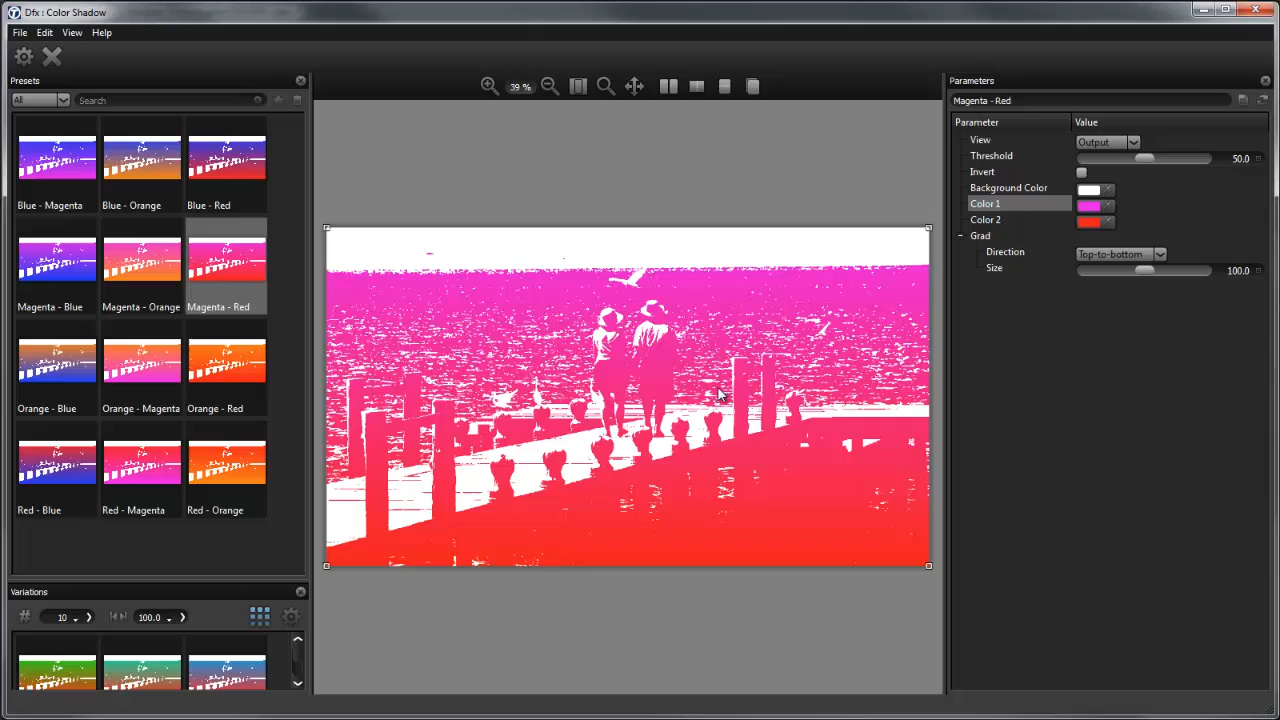 Dfx : Color Shadow
File Edit View Help
Presets
All Search
39 %
Blue - Magenta Blue - Orange Blue - Red
Magenta - Blue Magenta - Orange Magenta - Red
Orange - Blue Orange - Magenta Orange - Red
Red - Blue Red - Magenta Red - Orange
Variations
# 10 100.0
Parameters
Magenta - Red
Parameter Value
View Output
Threshold 50.0
Invert
Background Color
Color 1
Color 2
Grad
Direction Top-to-bottom
Size 100.0